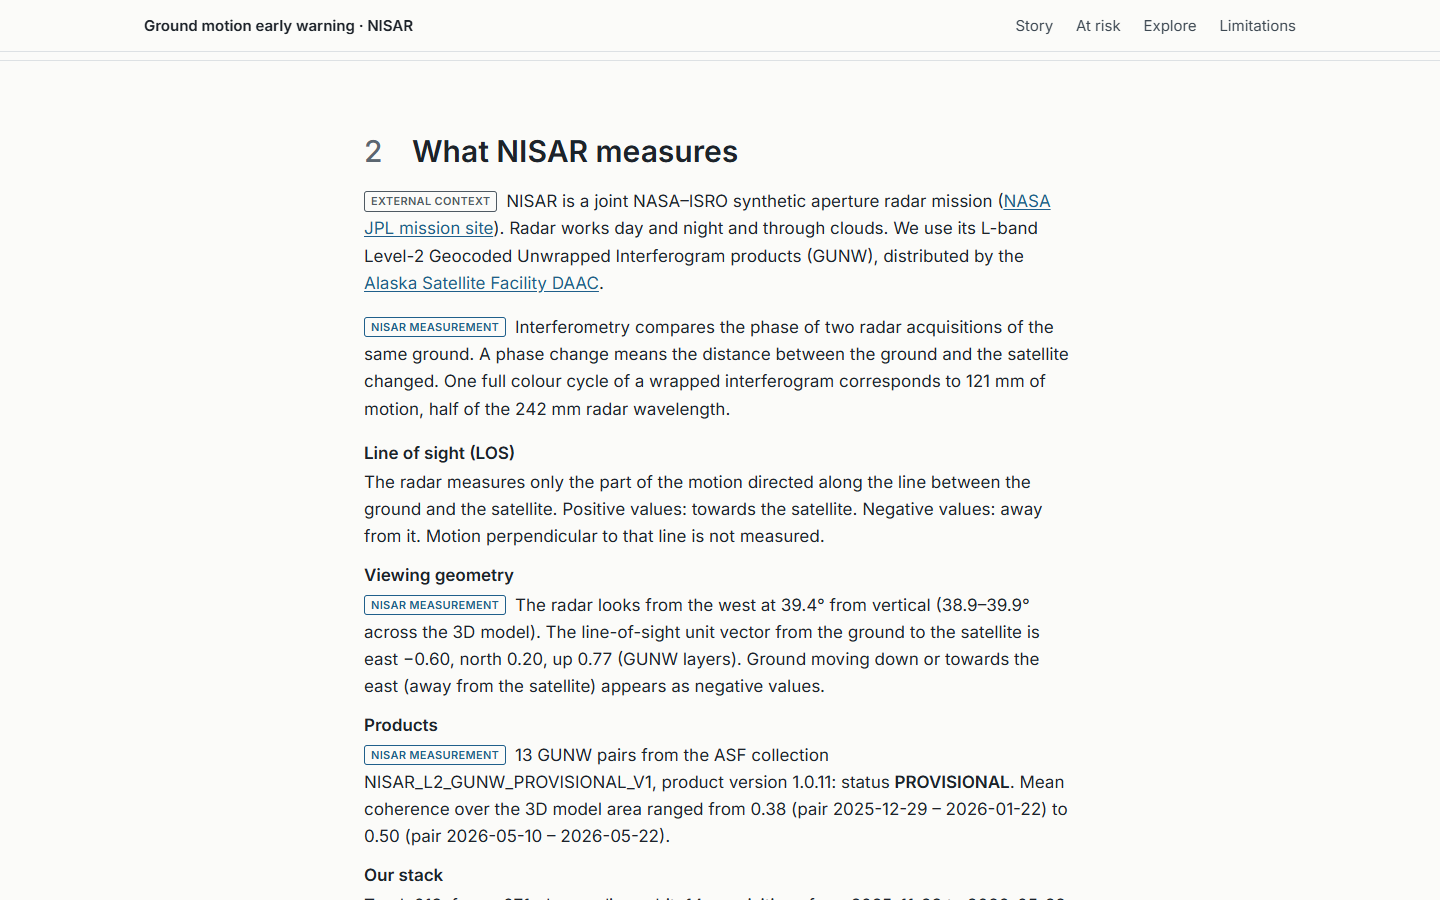 Ground motion early warning · NISAR
Story At risk Explore Limitations
2 What NISAR measures
EXTERNAL CONTEXT NISAR is a joint NASA–ISRO synthetic aperture radar mission (NASA
JPL mission site). Radar works day and night and through clouds. We use its L-band
Level-2 Geocoded Unwrapped Interferogram products (GUNW), distributed by the
Alaska Satellite Facility DAAC.
NISAR MEASUREMENT Interferometry compares the phase of two radar acquisitions of the
same ground. A phase change means the distance between the ground and the satellite
changed. One full colour cycle of a wrapped interferogram corresponds to 121 mm of
motion, half of the 242 mm radar wavelength.
Line of sight (LOS)
The radar measures only the part of the motion directed along the line between the
ground and the satellite. Positive values: towards the satellite. Negative values: away
from it. Motion perpendicular to that line is not measured.
Viewing geometry
NISAR MEASUREMENT The radar looks from the west at 39.4° from vertical (38.9–39.9°
across the 3D model). The line-of-sight unit vector from the ground to the satellite is
east −0.60, north 0.20, up 0.77 (GUNW layers). Ground moving down or towards the
east (away from the satellite) appears as negative values.
Products
NISAR MEASUREMENT 13 GUNW pairs from the ASF collection
NISAR_L2_GUNW_PROVISIONAL_V1, product version 1.0.11: status PROVISIONAL. Mean
coherence over the 3D model area ranged from 0.38 (pair 2025-12-29 – 2026-01-22) to
0.50 (pair 2026-05-10 – 2026-05-22).
Our stack